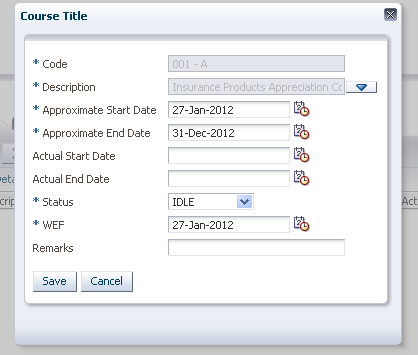 Course Title
* Code 001 - A
* Description Insurance Products Appreciation Co
* Approximate Start Date 27-Jan-2012
* Approximate End Date 31-Dec-2012
Actual Start Date
Actual End Date
* Status IDLE
* WEF 27-Jan-2012
Remarks
Save Cancel
Act